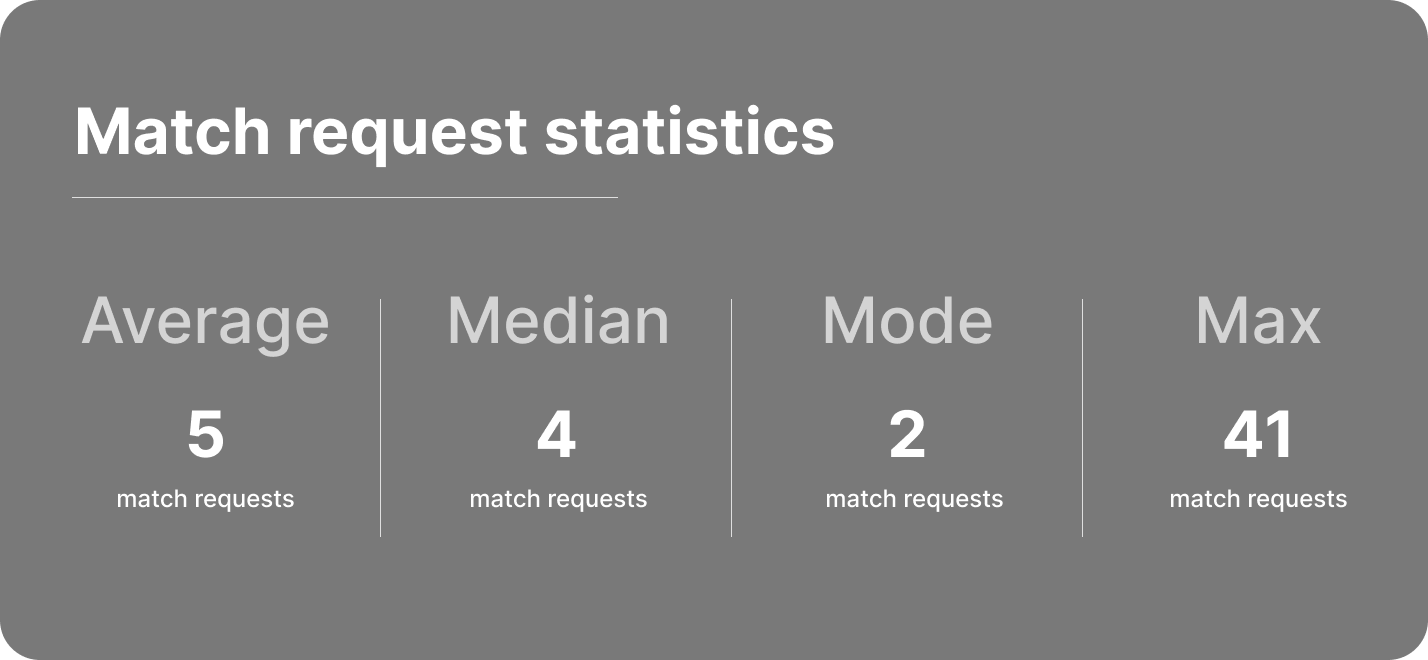 Match request statistics
Average Median Mode Max
5 4 2 41
match requests match requests match requests match requests